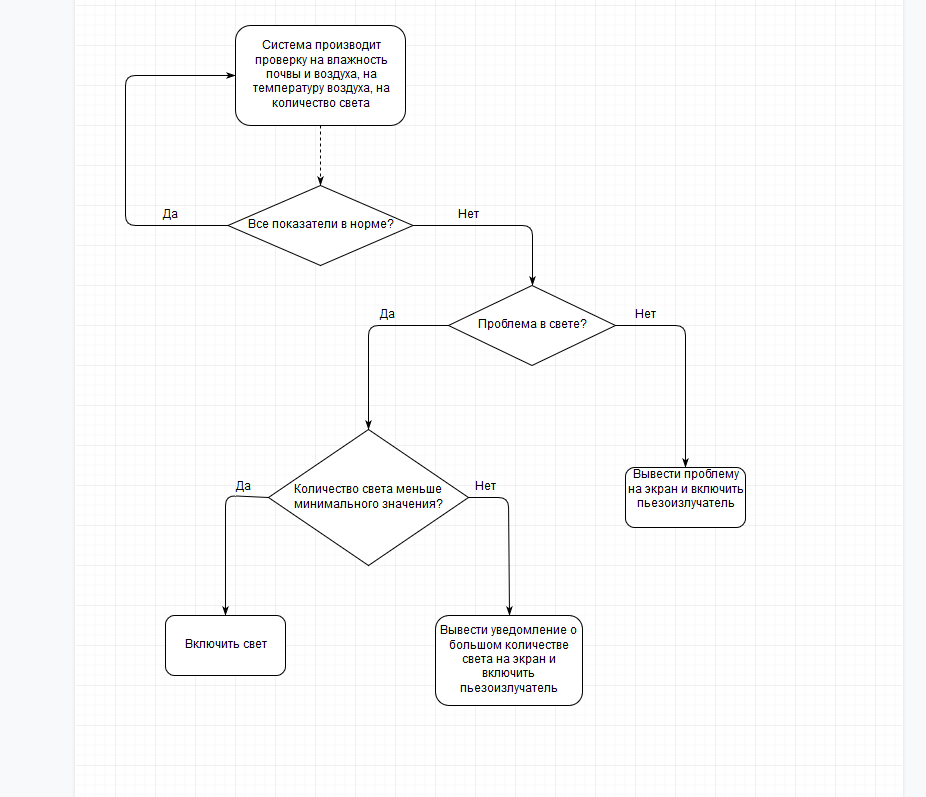 Система производит
проверку на влажность
почвы и воздуха, на
температуру воздуха, на
количество света
Да
Все показатели в норме?
Нет
Да
Проблема в свете?
Нет
Вывести проблему
на экран и включить
пьезоизлучатель
Да
Количество света меньше
минимального значения?
Нет
Включить свет
Вывести уведомление о
большом количестве
света на экран и
включить
пьезоизлучатель